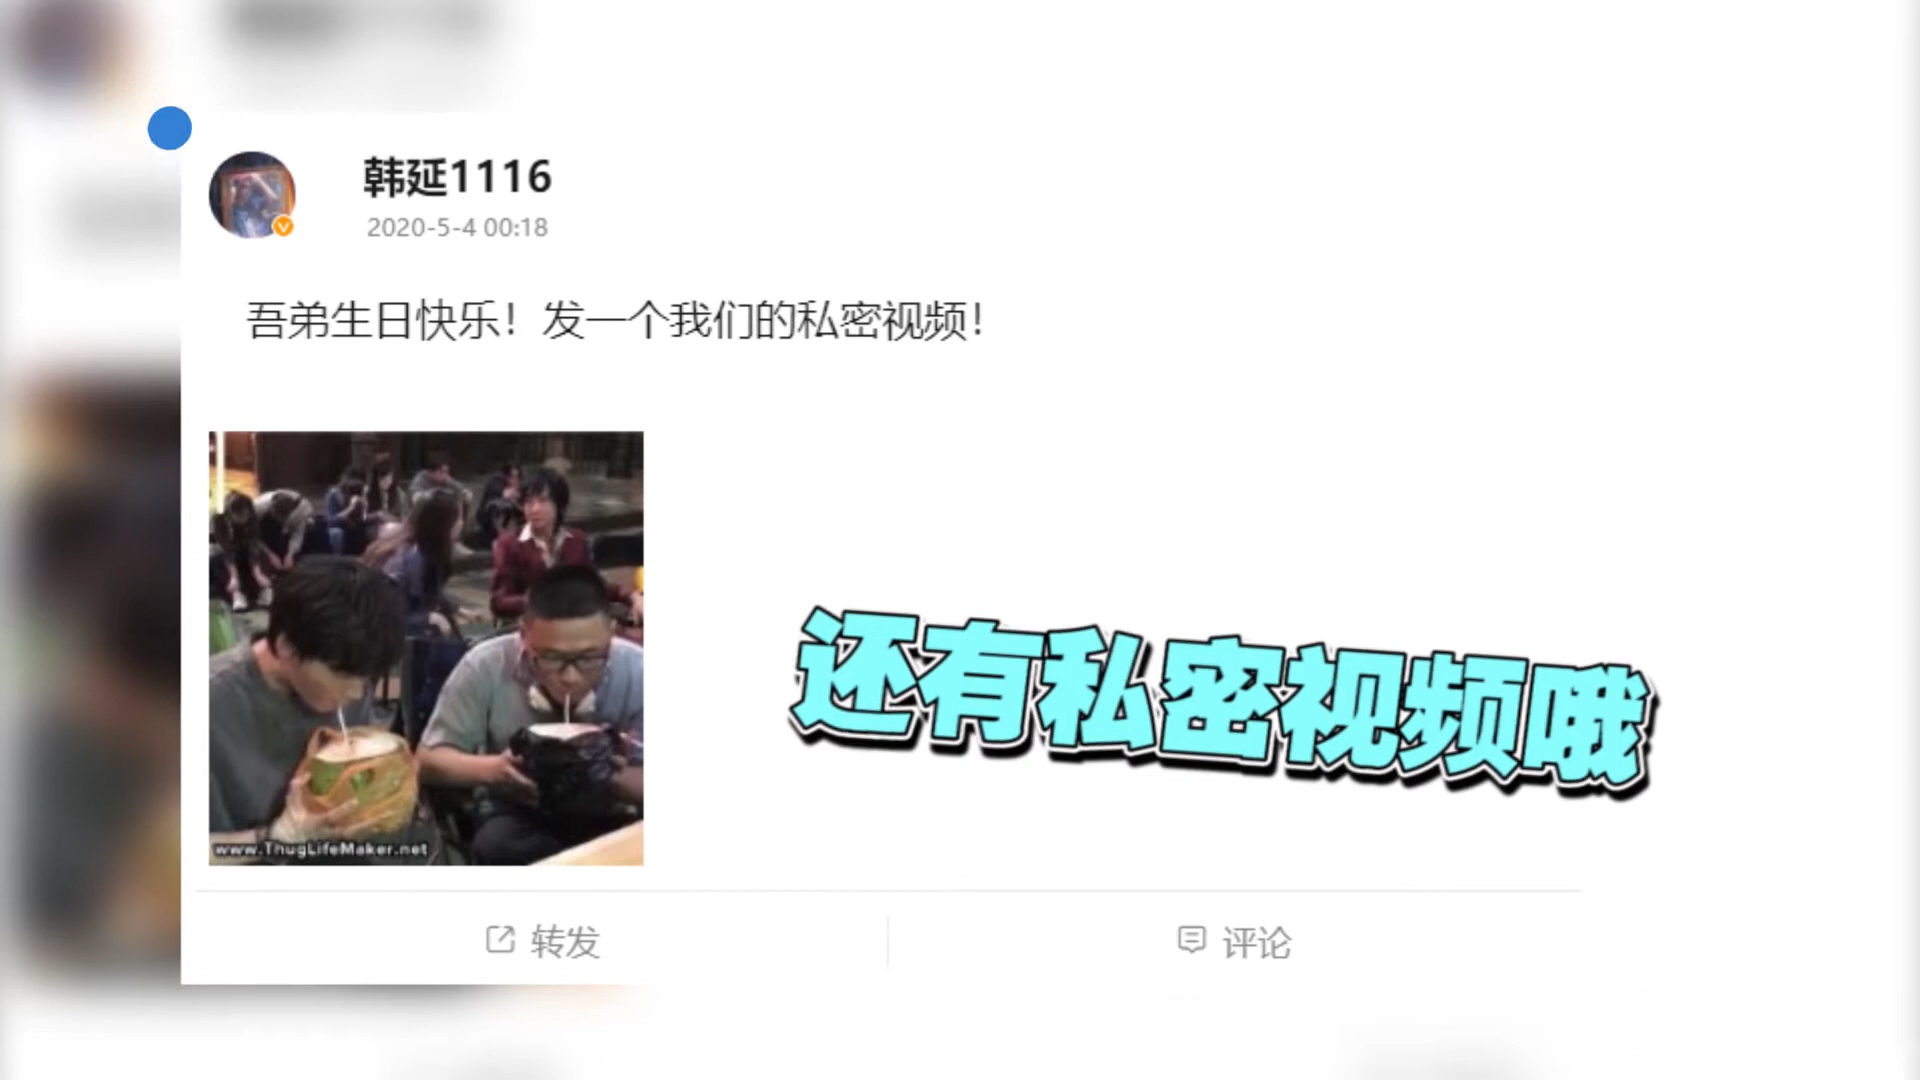 韩延1116
2020-5-4 00:18
吾弟生日快乐！发一个我们的私密视频！
还有私密视频哦
www.ThugLifeMaker.net
转发
评论